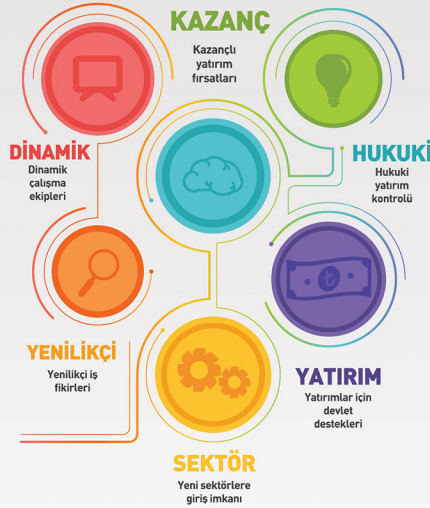 KAZANÇ
Kazançlı
yatırım
fırsatları
DİNAMİK
Dinamik
çalışma
ekipleri
HUKUKİ
Hukuki
yatırım
kontrolü
YENİLİKÇİ
Yenilikçi iş
fikirleri
YATIRIM
Yatırımlar için
devlet
destekleri
SEKTÖR
Yeni sektörlere
giriş imkanı